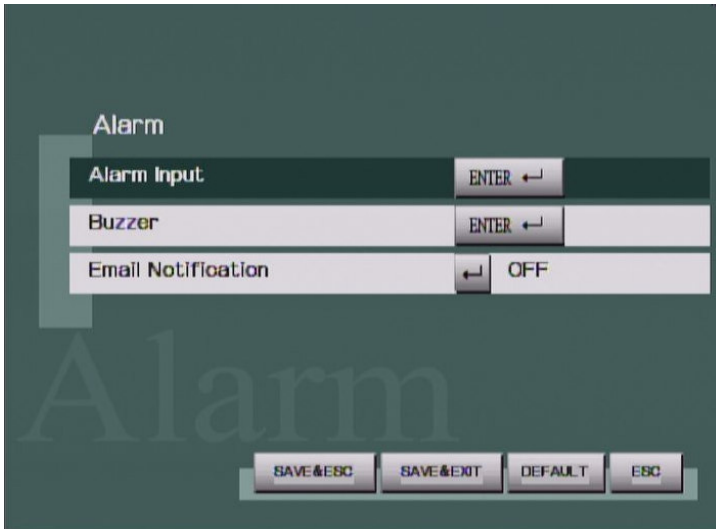 Alarm
Alarm Input ENTER ↵
Buzzer ENTER ↵
Email Notification ↵ OFF
Alarm
SAVE&ESC SAVE&EXIT DEFAULT ESC